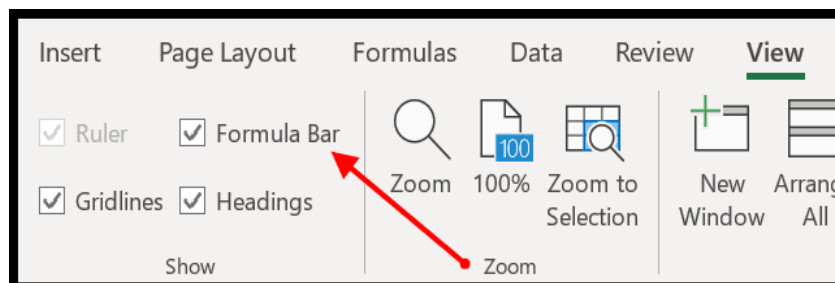 Insert Page Layout Formulas Data Review View
Ruler Formula Bar
Gridlines Headings
Show
100
Zoom 100% Zoom to Selection
Zoom
New Window
All